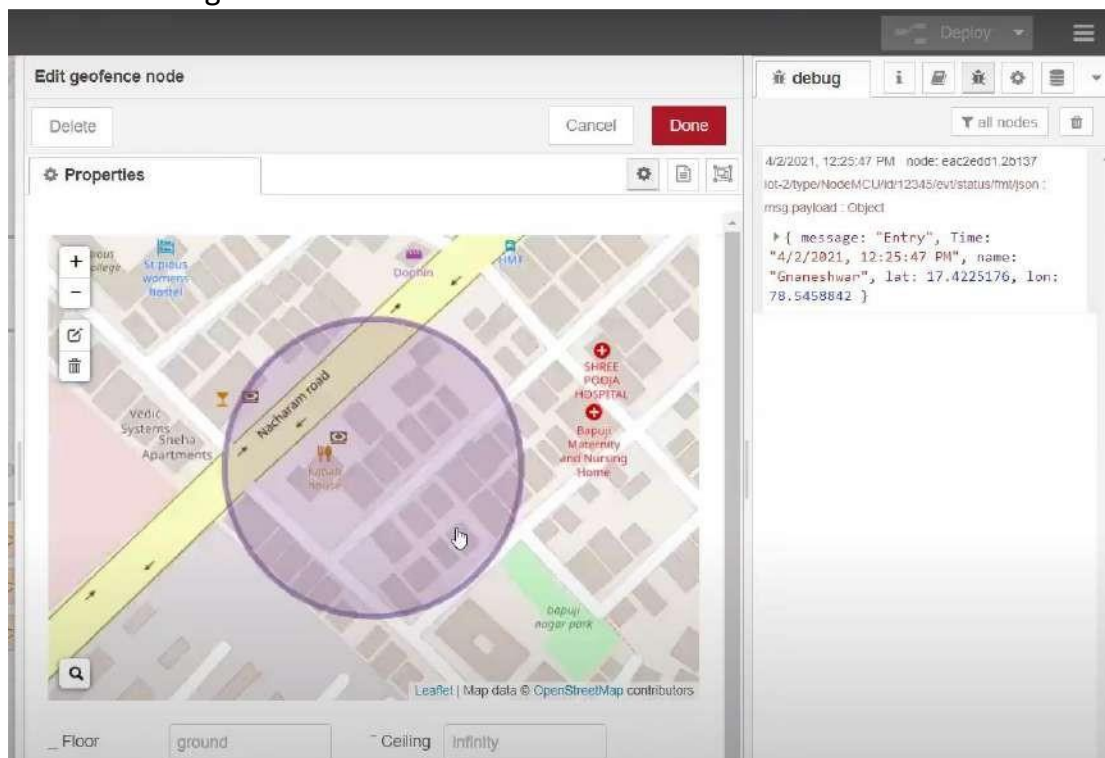 Deploy
Edit geofence node
Delete
Cancel
Done
Properties
+
−
St pious
womens
Hostel
Dophin
HMT
SHREE
POOJA
HOSPITAL
Bapuji
Maternity
and Nursing
Home
Nacharam road
Vedic
Systems
Sneha
Apartments
house
bapuji
nagar park
Leaflet | Map data © OpenStreetMap contributors
Floor
ground
Ceiling
Infinity
debug
i
all nodes
4/2/2021, 12:25:47 PM node: eac2edd1.2b137
iot-2/type/NodeMCU/id/12345/evt/status/fmt/json :
msg.payload : Object
{ message: "Entry", Time:
"4/2/2021, 12:25:47 PM", name:
"Gnaneshwar", lat: 17.4225176, lon:
78.5458842 }